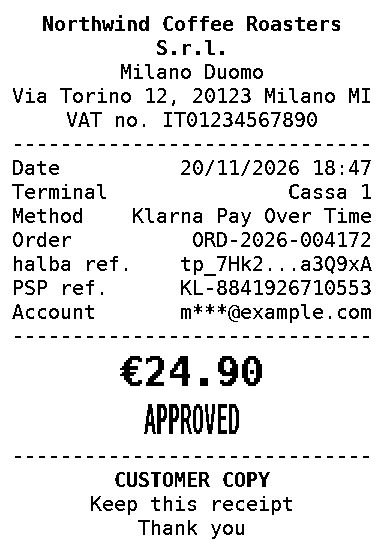 Northwind Coffee Roasters
S.r.l.
Milano Duomo
Via Torino 12, 20123 Milano MI
VAT no. IT01234567890
------------------------------
Date 20/11/2026 18:47
Terminal Cassa 1
Method Klarna Pay Over Time
Order ORD-2026-004172
halba ref. tp_7Hk2...a3Q9xA
PSP ref. KL-8841926710553
Account m***@example.com
------------------------------
€24.90
APPROVED
------------------------------
CUSTOMER COPY
Keep this receipt
Thank you